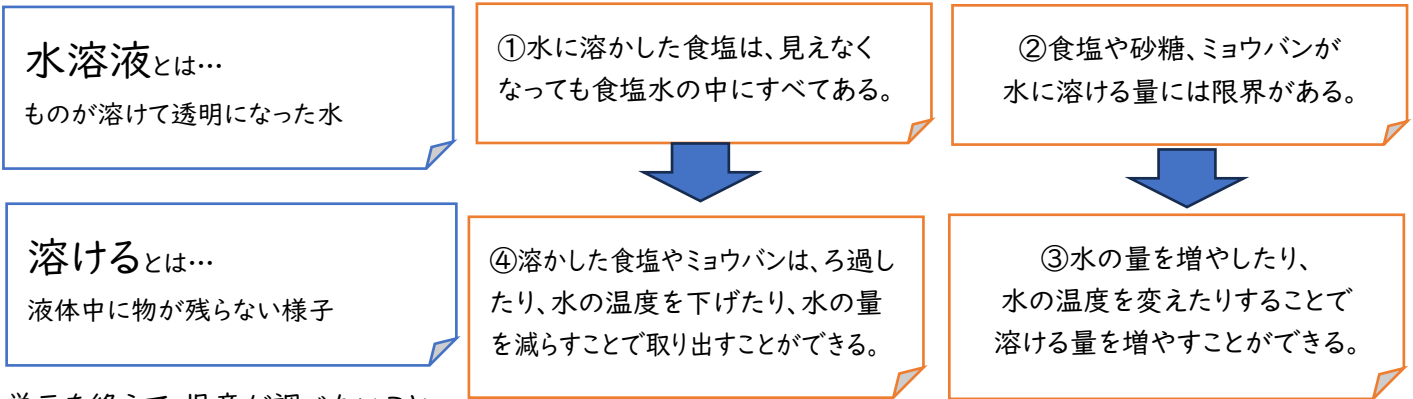 水溶液とは…
ものが溶けて透明になった水
①水に溶かした食塩は、見えなく
なっても食塩水の中にすべてある。
②食塩や砂糖、ミョウバンが
水に溶ける量には限界がある。
溶けるとは…
液体中に物が残らない様子
④溶かした食塩やミョウバンは、ろ過し
たり、水の温度を下げたり、水の量
を減らすことで取り出すことができる。
③水の量を増やしたり、
水の温度を変えたりすることで
溶ける量を増やすことができる。